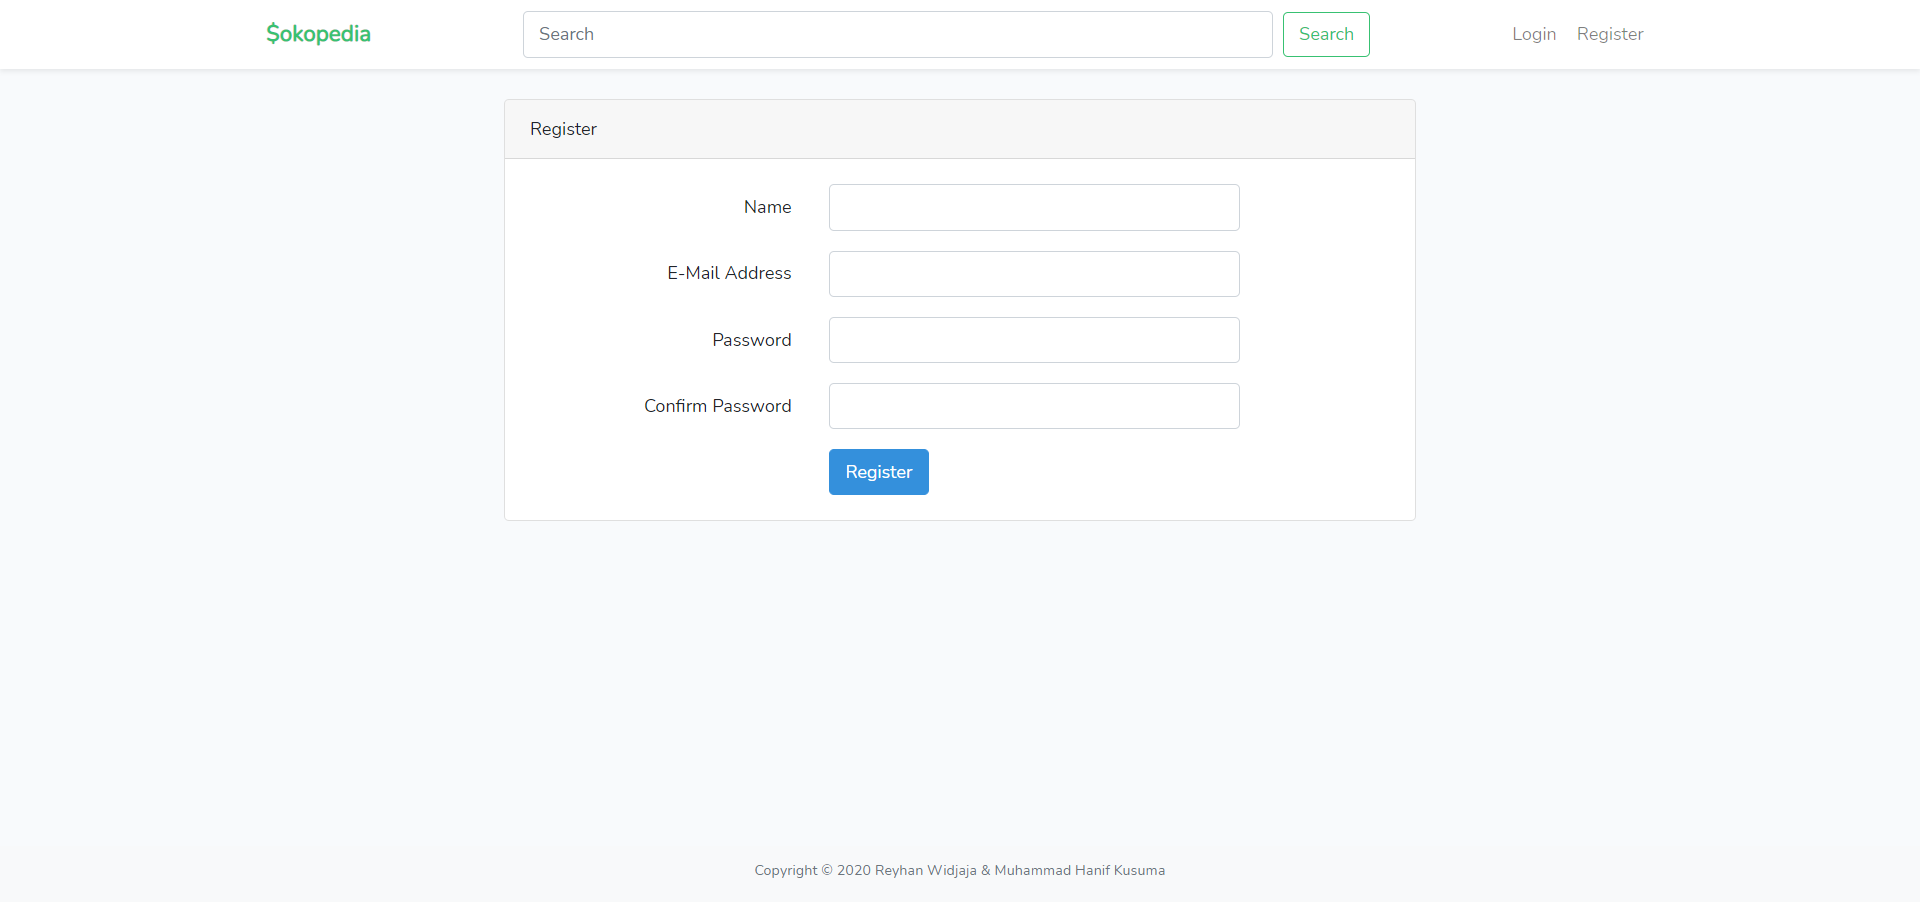 $okopedia
Search
Search
Login
Register
Register
Name
E-Mail Address
Password
Confirm Password
Register
Copyright © 2020 Reyhan Widjaja & Muhammad Hanif Kusuma